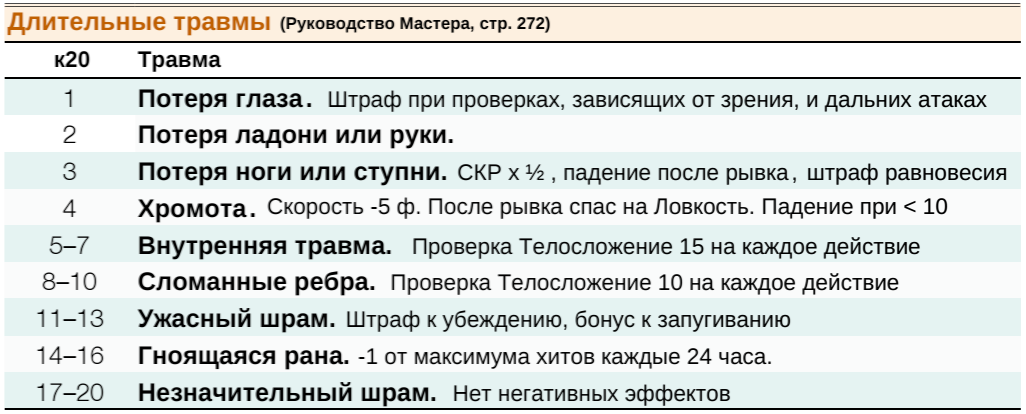 Длительные травмы (Руководство Мастера, стр. 272)
к20 Травма
1 Потеря глаза. Штраф при проверках, зависящих от зрения, и дальних атаках
2 Потеря ладони или руки.
3 Потеря ноги или ступни. СКР х ½ , падение после рывка, штраф равновесия
4 Хромота. Скорость -5 ф. После рывка спас на Ловкость. Падение при < 10
5–7 Внутренняя травма. Проверка Телосложение 15 на каждое действие
8–10 Сломанные ребра. Проверка Телосложение 10 на каждое действие
11–13 Ужасный шрам. Штраф к убеждению, бонус к запугиванию
14–16 Гноящаяся рана. -1 от максимума хитов каждые 24 часа.
17–20 Незначительный шрам. Нет негативных эффектов